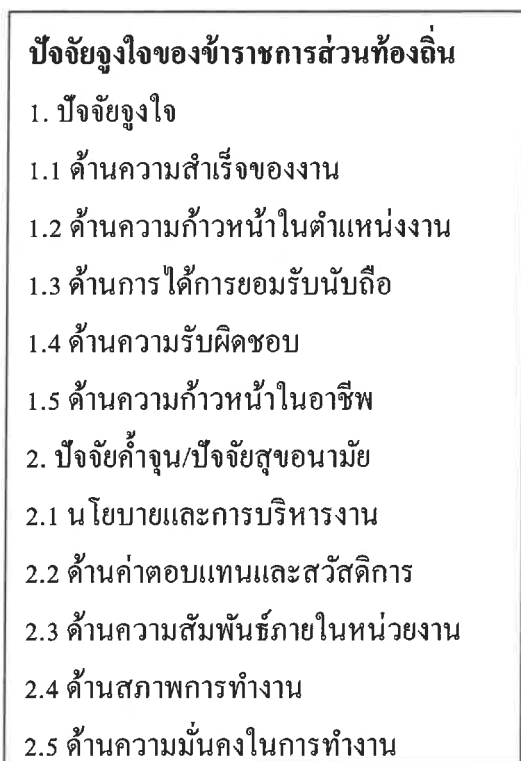 ปัจจัยจูงใจของข้าราชการส่วนท้องถิ่น
1. ปัจจัยจูงใจ
1.1 ด้านความสำเร็จของงาน
1.2 ด้านความก้าวหน้าในตำแหน่งงาน
1.3 ด้านการได้การยอมรับนับถือ
1.4 ด้านความรับผิดชอบ
1.5 ด้านความก้าวหน้าในอาชีพ
2. ปัจจัยค้ำจุน/ปัจจัยสุขอนามัย
2.1 นโยบายและการบริหารงาน
2.2 ด้านค่าตอบแทนและสวัสดิการ
2.3 ด้านความสัมพันธ์ภายในหน่วยงาน
2.4 ด้านสภาพการทำงาน
2.5 ด้านความมั่นคงในการทำงาน